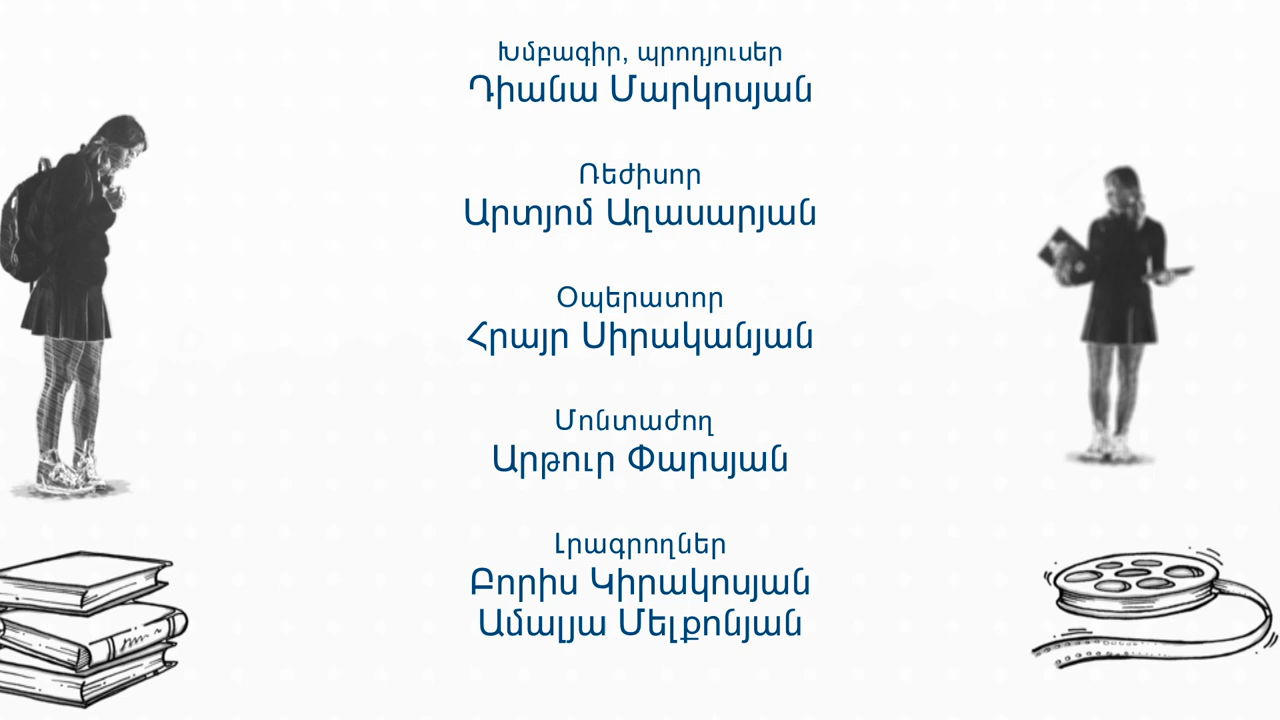 Խմբագիր, պրոդյուսեր
Դիանա Մարկոսյան
Ռեժիսոր
Արտյոմ Աղասարյան
Օպերատոր
Հրայր Սիրականյան
Մոնտաժող
Արթուր Փարսյան
Լրագրողներ
Բորիս Կիրակոսյան
Ամալյա Մելքոնյան